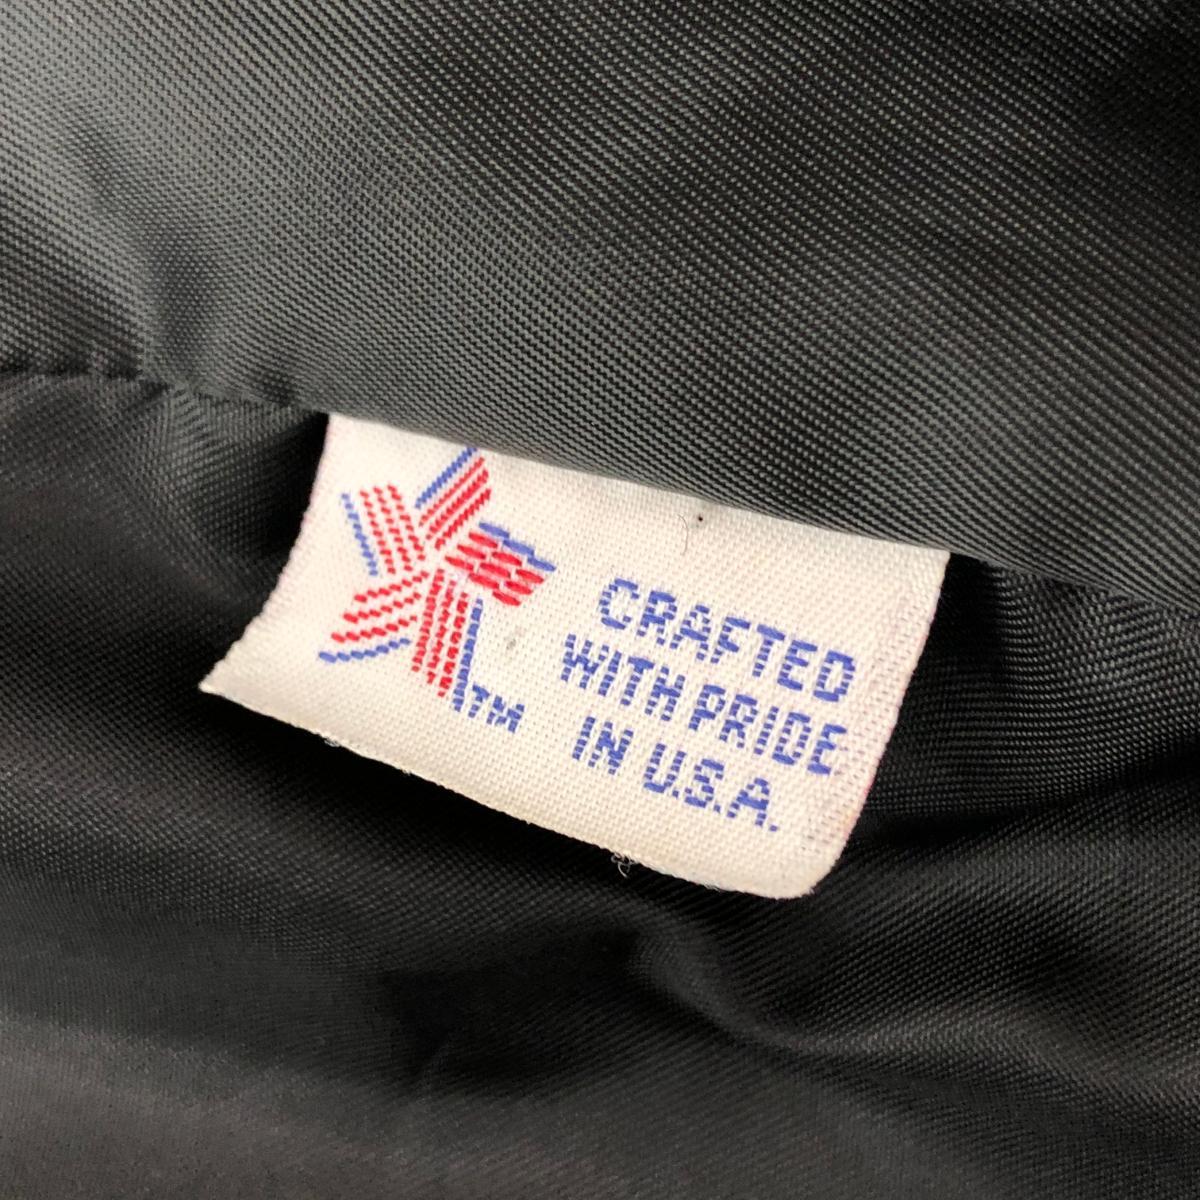 CRAFTED
WITH PRIDE
IN U.S.A.
TM